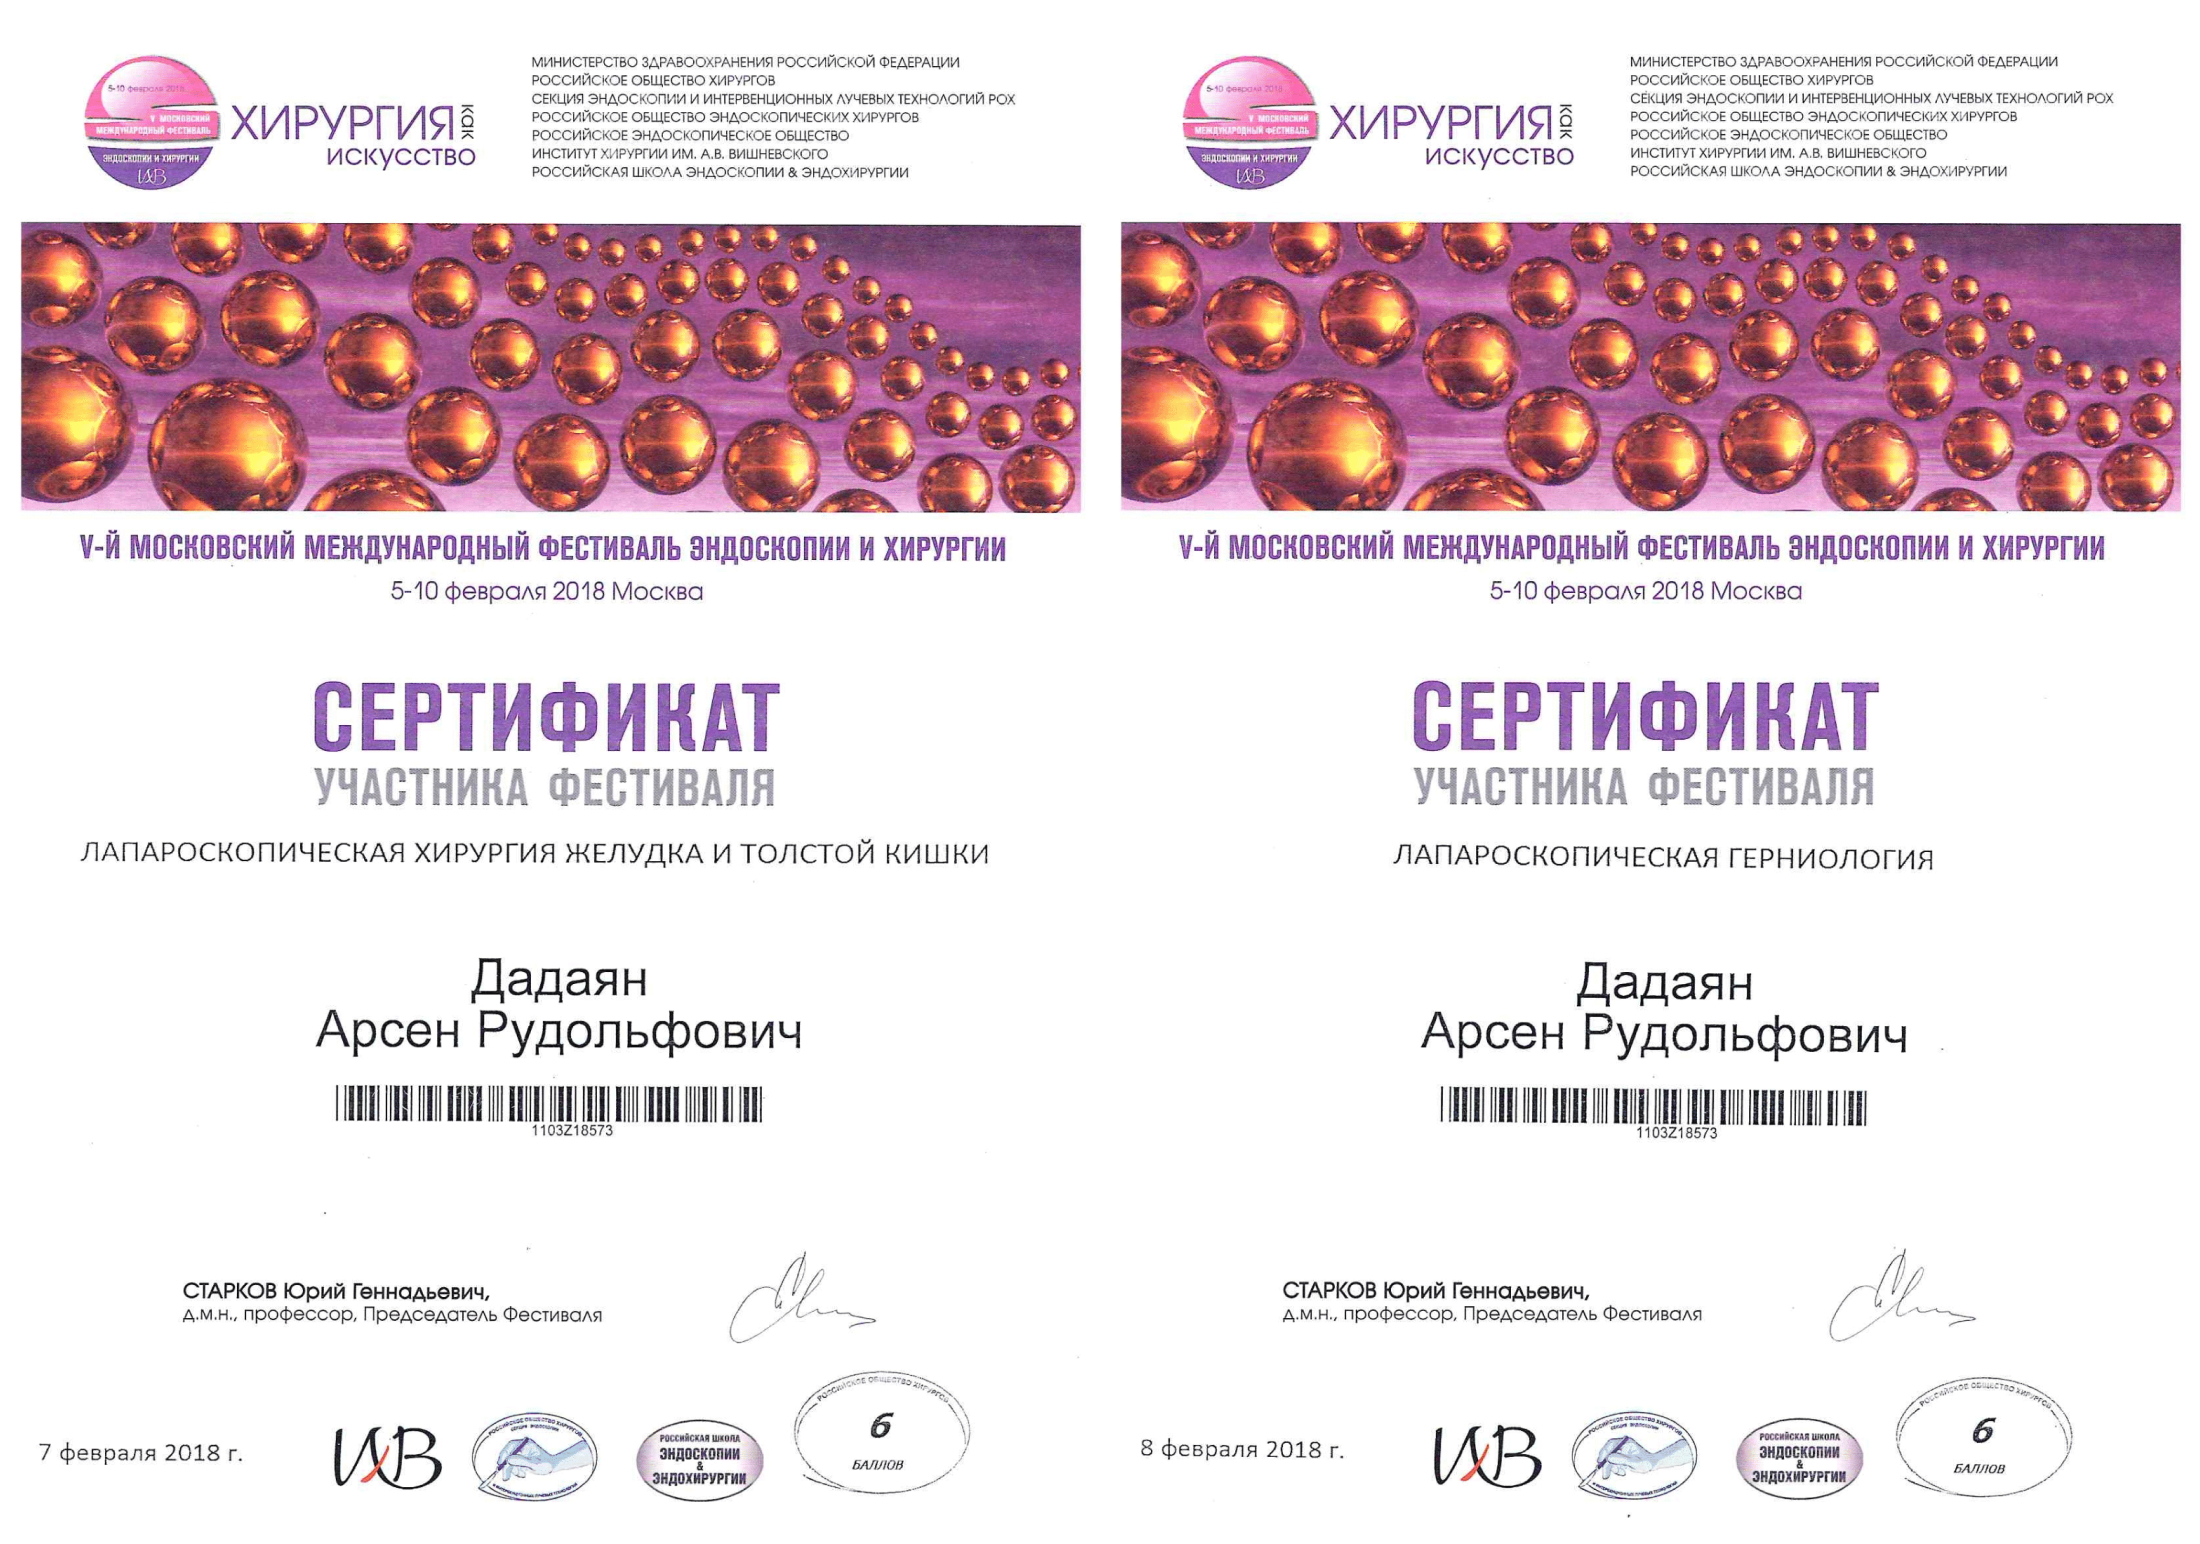 5-10 февраля 2018
V МОСКОВСКИЙ
МЕЖДУНАРОДНЫЙ ФЕСТИВАЛЬ
ЭНДОСКОПИИ И ХИРУРГИИ
ИХВ
ХИРУРГИЯ КАК
ИСКУССТВО
МИНИСТЕРСТВО ЗДРАВООХРАНЕНИЯ РОССИЙСКОЙ ФЕДЕРАЦИИ
РОССИЙСКОЕ ОБЩЕСТВО ХИРУРГОВ
СЕКЦИЯ ЭНДОСКОПИИ И ИНТЕРВЕНЦИОННЫХ ЛУЧЕВЫХ ТЕХНОЛОГИЙ РОХ
РОССИЙСКОЕ ОБЩЕСТВО ЭНДОСКОПИЧЕСКИХ ХИРУРГОВ
РОССИЙСКОЕ ЭНДОСКОПИЧЕСКОЕ ОБЩЕСТВО
ИНСТИТУТ ХИРУРГИИ ИМ. А.В. ВИШНЕВСКОГО
РОССИЙСКАЯ ШКОЛА ЭНДОСКОПИИ & ЭНДОХИРУРГИИ
V-Й МОСКОВСКИЙ МЕЖДУНАРОДНЫЙ ФЕСТИВАЛЬ ЭНДОСКОПИИ И ХИРУРГИИ
5-10 февраля 2018 Москва
СЕРТИФИКАТ
УЧАСТНИКА ФЕСТИВАЛЯ
ЛАПАРОСКОПИЧЕСКАЯ ХИРУРГИЯ ЖЕЛУДКА И ТОЛСТОЙ КИШКИ
Дадаян
Арсен Рудольфович
1103Z18573
СТАРКОВ Юрий Геннадьевич,
д.м.н., профессор, Председатель Фестиваля
7 февраля 2018 г.
ИХВ
РОССИЙСКОЕ ОБЩЕСТВО ХИРУРГОВ
СЕКЦИЯ ЭНДОСКОПИИ
РОССИЙСКАЯ ШКОЛА
ЭНДОСКОПИИ
&
ЭНДОХИРУРГИИ
РОССИЙСКОЕ ОБЩЕСТВО ХИРУРГОВ
6
БАЛЛОВ
5-10 февраля 2018
V МОСКОВСКИЙ
МЕЖДУНАРОДНЫЙ ФЕСТИВАЛЬ
ЭНДОСКОПИИ И ХИРУРГИИ
ИХВ
ХИРУРГИЯ КАК
ИСКУССТВО
МИНИСТЕРСТВО ЗДРАВООХРАНЕНИЯ РОССИЙСКОЙ ФЕДЕРАЦИИ
РОССИЙСКОЕ ОБЩЕСТВО ХИРУРГОВ
СЕКЦИЯ ЭНДОСКОПИИ И ИНТЕРВЕНЦИОННЫХ ЛУЧЕВЫХ ТЕХНОЛОГИЙ РОХ
РОССИЙСКОЕ ОБЩЕСТВО ЭНДОСКОПИЧЕСКИХ ХИРУРГОВ
РОССИЙСКОЕ ЭНДОСКОПИЧЕСКОЕ ОБЩЕСТВО
ИНСТИТУТ ХИРУРГИИ ИМ. А.В. ВИШНЕВСКОГО
РОССИЙСКАЯ ШКОЛА ЭНДОСКОПИИ & ЭНДОХИРУРГИИ
V-Й МОСКОВСКИЙ МЕЖДУНАРОДНЫЙ ФЕСТИВАЛЬ ЭНДОСКОПИИ И ХИРУРГИИ
5-10 февраля 2018 Москва
СЕРТИФИКАТ
УЧАСТНИКА ФЕСТИВАЛЯ
ЛАПАРОСКОПИЧЕСКАЯ ГЕРНИОЛОГИЯ
Дадаян
Арсен Рудольфович
1103Z18573
СТАРКОВ Юрий Геннадьевич,
д.м.н., профессор, Председатель Фестиваля
8 февраля 2018 г.
ИХВ
РОССИЙСКОЕ ОБЩЕСТВО ХИРУРГОВ
СЕКЦИЯ ЭНДОСКОПИИ
РОССИЙСКАЯ ШКОЛА
ЭНДОСКОПИИ
&
ЭНДОХИРУРГИИ
РОССИЙСКОЕ ОБЩЕСТВО ХИРУРГОВ
6
БАЛЛОВ